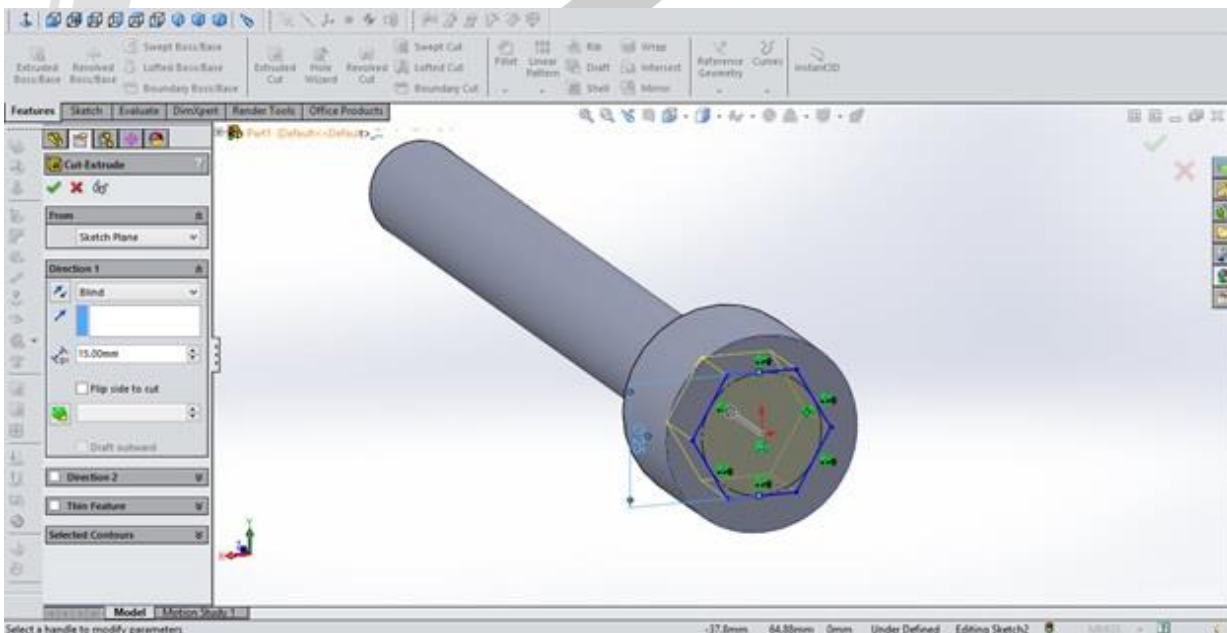 Swept Boss/Base
Lofted Boss/Base
Boundary Boss/Base
Extruded Boss/Base
Revolved Boss/Base
Extruded Cut
Hole Wizard
Revolved Cut
Swept Cut
Lofted Cut
Boundary Cut
Fillet
Linear Pattern
Rib
Draft
Shell
Wrap
Intersect
Mirror
Reference Geometry
Curves
Instant3D
Features Sketch Evaluate DimXpert Render Tools Office Products
Part1 (Default<<Default>_
Cut-Extrude
From
Sketch Plane
Direction 1
Blind
15.00mm
Flip side to cut
Draft outward
Direction 2
Thin Feature
Selected Contours
Model Motion Study 1
Select a handle to modify parameters -37.8mm 64.88mm 0mm Under Defined Editing Sketch2